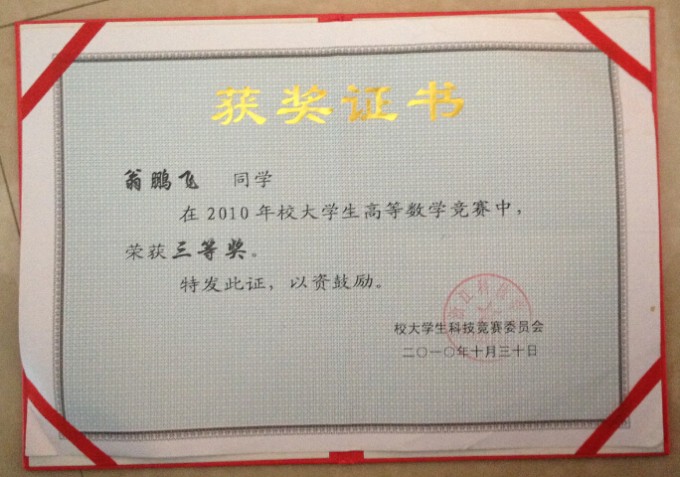 获奖证书
翁鹏飞 同学
在2010年校大学生高等数学竞赛中，
荣获三等奖。
特发此证，以资鼓励。
校大学生科技竞赛委员会
二〇一〇年十月三十日